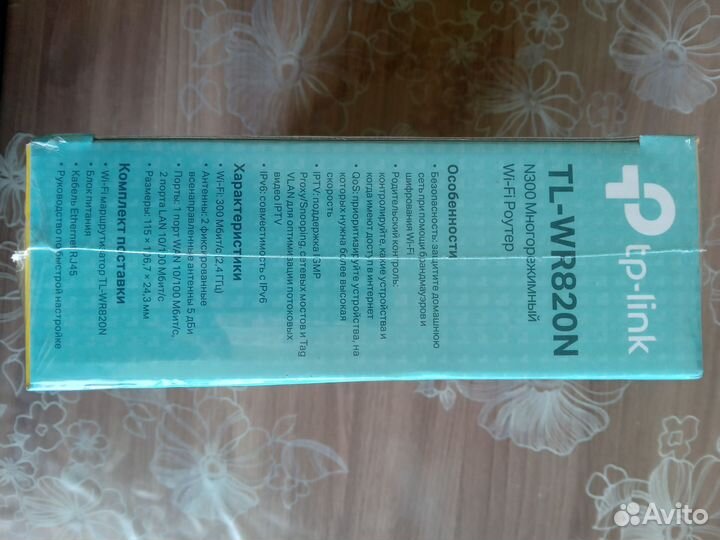 tp-link
TL-WR820N
N300 Многорежимный
Wi-Fi Роутер
Особенности
• Безопасность: защитите домашнюю
сеть при помощи брандмауэров и
шифрования Wi-Fi
• Родительский контроль:
контролируйте, какие устройства и
когда имеют доступ в интернет
• QoS: приоритизируйте устройства, на
которых нужна более высокая
скорость
• IPTV: поддержка IGMP
Proxy/Snooping, сетевых мостов и Tag
VLAN для оптимизации потоковых
видео IPTV
• IPv6: совместимость с IPv6
Характеристики
• Wi-Fi: 300 Мбит/с (2,4 ГГц)
• Антенны: 2 фиксированные
всенаправленные антенны 5 дБи
• Порты: 1 порт WAN 10/100 Мбит/с,
2 порта LAN 10/100 Мбит/с
• Размеры: 115 × 106,7 × 24,3 мм
Комплект поставки
• Wi-Fi маршрутизатор TL-WR820N
• Блок питания
• Кабель Ethernet RJ45
• Руководство по быстрой настройке
Avito